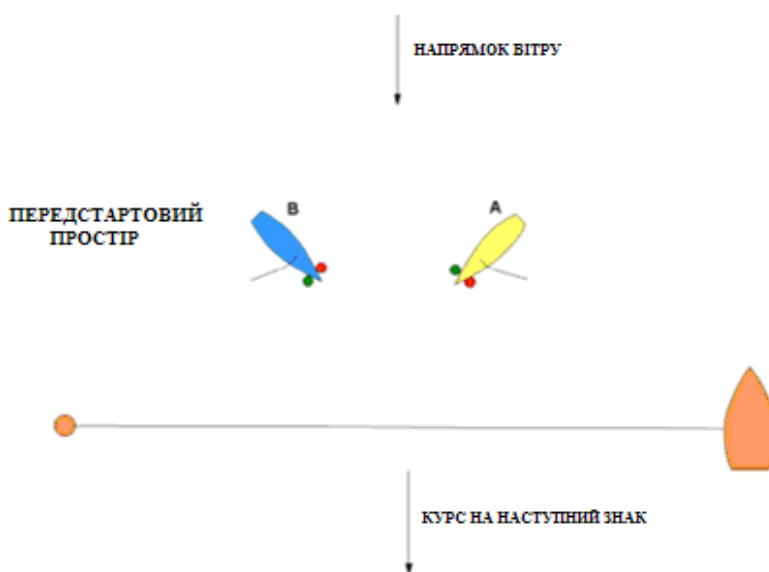 НАПРЯМОК ВІТРУ
B
A
ПЕРЕДСТАРТОВИЙ
ПРОСТІР
КУРС НА НАСТУПНИЙ ЗНАК